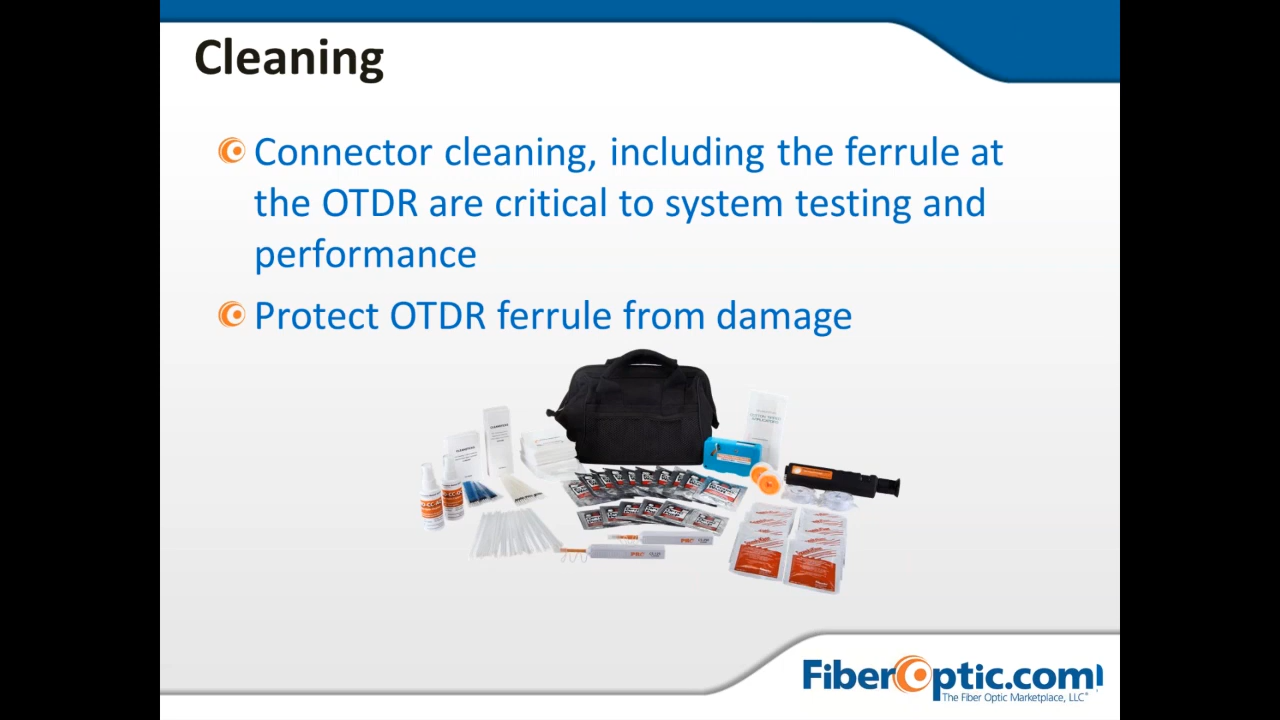 Cleaning
Connector cleaning, including the ferrule at
the OTDR are critical to system testing and
performance
Protect OTDR ferrule from damage
FiberOptic.com
The Fiber Optic Marketplace, LLC